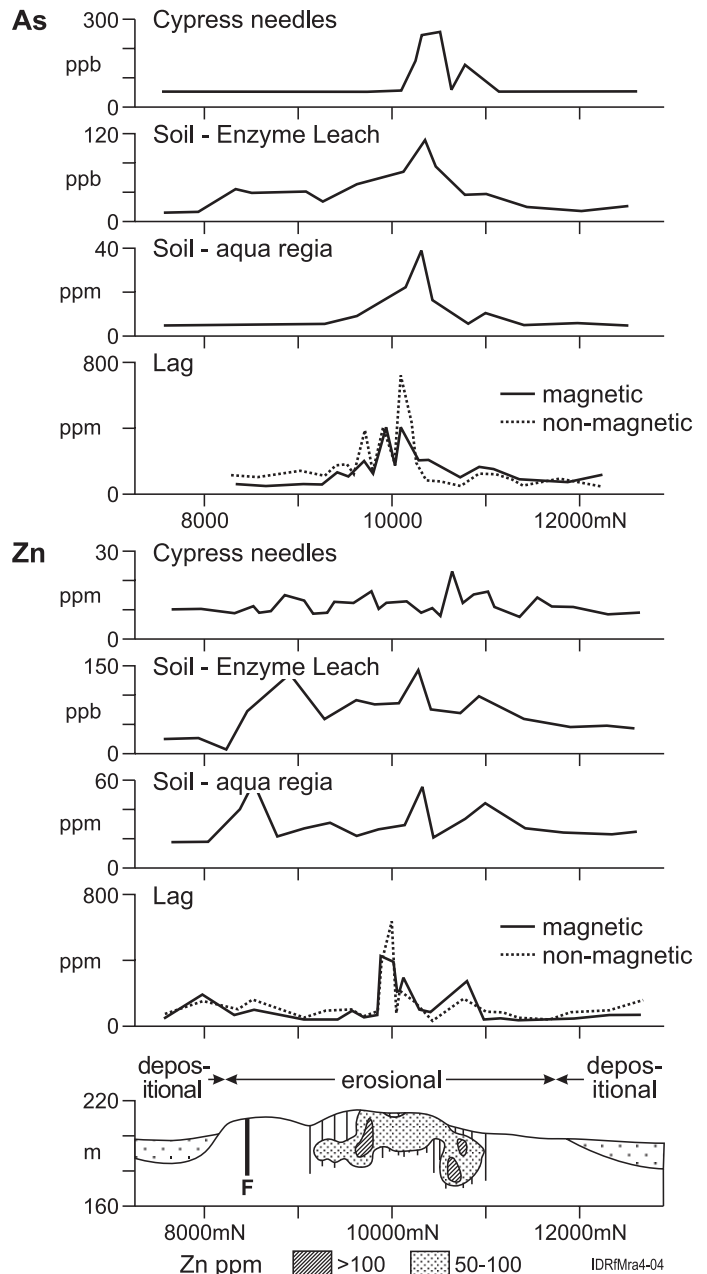 As
Cypress needles
300
ppb
0
Soil - Enzyme Leach
120
ppb
0
Soil - aqua regia
40
ppm
0
Lag
800
ppm
0
magnetic
non-magnetic
8000 10000 12000mN
Zn
Cypress needles
30
ppm
0
Soil - Enzyme Leach
150
ppb
0
Soil - aqua regia
60
ppm
0
Lag
800
ppm
0
magnetic
non-magnetic
depos-
itional
erosional
depos-
itional
220
m
160
F
8000mN 10000mN 12000mN
Zn ppm >100 50-100 IDRfMra4-04